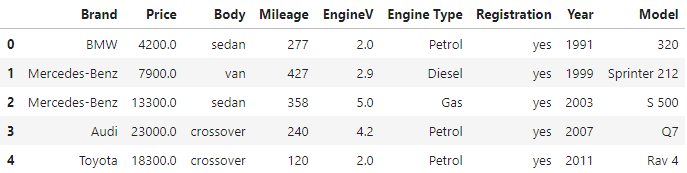 Brand Price Body Mileage EngineV Engine Type Registration Year Model
0 BMW 4200.0 sedan 277 2.0 Petrol yes 1991 320
1 Mercedes-Benz 7900.0 van 427 2.9 Diesel yes 1999 Sprinter 212
2 Mercedes-Benz 13300.0 sedan 358 5.0 Gas yes 2003 S 500
3 Audi 23000.0 crossover 240 4.2 Petrol yes 2007 Q7
4 Toyota 18300.0 crossover 120 2.0 Petrol yes 2011 Rav 4